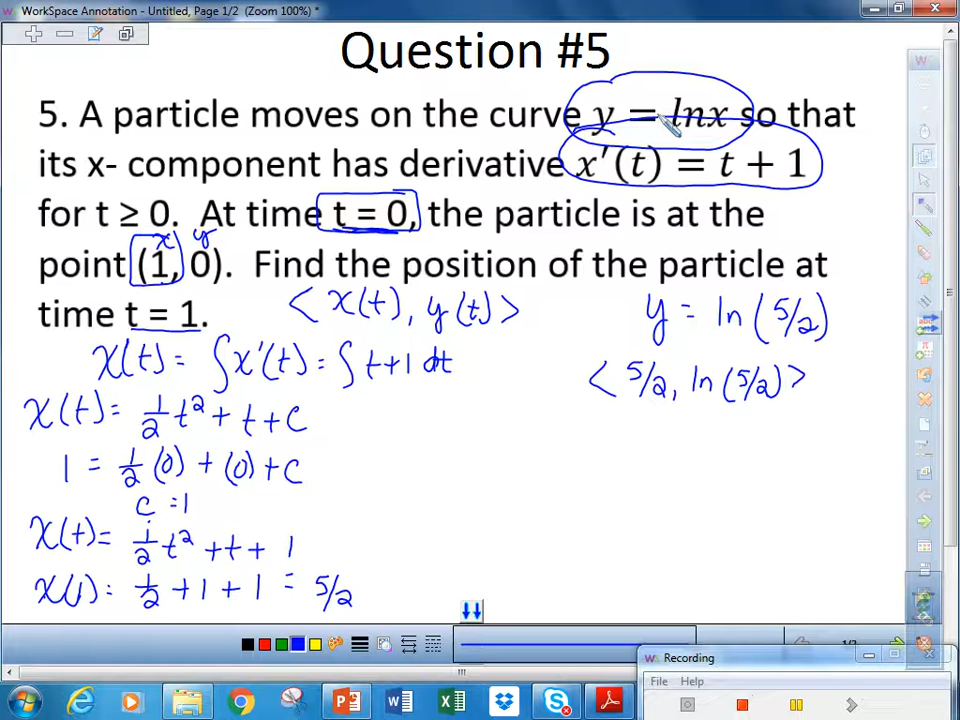 WorkSpace Annotation - Untitled, Page 1/2 (Zoom 100%) *
Question #5
5. A particle moves on the curve y = lnx so that
its x- component has derivative x′(t) = t + 1
for t ≥ 0.  At time t = 0, the particle is at the
x y
point (1, 0).  Find the position of the particle at
time t = 1.
< x(t), y(t) >
y = ln(5/2)
x(t) = ∫x'(t) = ∫t+1 dt
< 5/2, ln(5/2) >
x(t) = 1/2 t² + t + C
1 = 1/2 (0) + (0) + C
C = 1
x(t) = 1/2 t² + t + 1
x(1) = 1/2 + 1 + 1 = 5/2
1/2
Recording
File Help